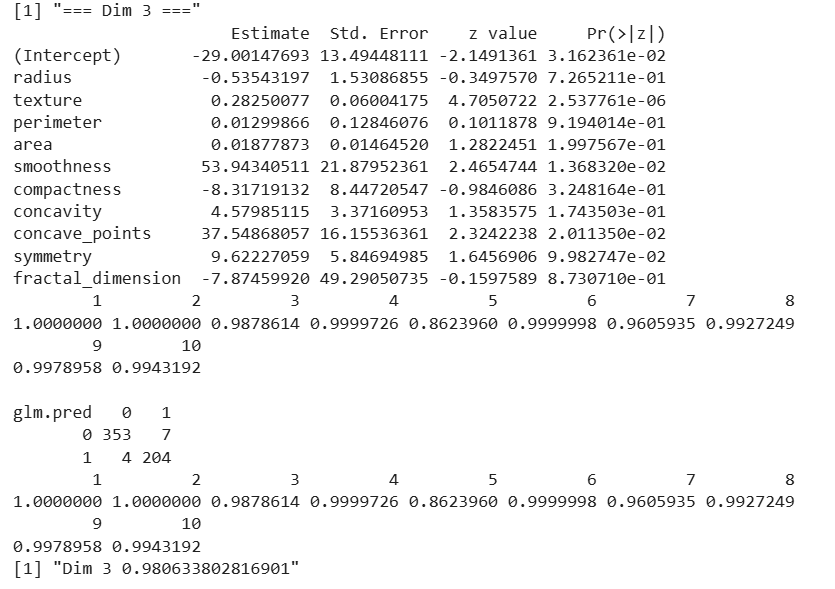 [1] "=== Dim 3 ==="
                       Estimate  Std. Error    z value     Pr(>|z|)
(Intercept)        -29.00147693 13.49448111 -2.1491361 3.162361e-02
radius              -0.53543197  1.53086855 -0.3497570 7.265211e-01
texture              0.28250077  0.06004175  4.7050722 2.537761e-06
perimeter            0.01299866  0.12846076  0.1011878 9.194014e-01
area                 0.01877873  0.01464520  1.2822451 1.997567e-01
smoothness          53.94340511 21.87952361  2.4654744 1.368320e-02
compactness         -8.31719132  8.44720547 -0.9846086 3.248164e-01
concavity            4.57985115  3.37160953  1.3583575 1.743503e-01
concave_points      37.54868057 16.15536361  2.3242238 2.011350e-02
symmetry             9.62227059  5.84694985  1.6456906 9.982747e-02
fractal_dimension   -7.87459920 49.29050735 -0.1597589 8.730710e-01
        1         2         3         4         5         6         7         8
1.0000000 1.0000000 0.9878614 0.9999726 0.8623960 0.9999998 0.9605935 0.9927249
        9        10
0.9978958 0.9943192
glm.pred   0   1
       0 353   7
       1   4 204
        1         2         3         4         5         6         7         8
1.0000000 1.0000000 0.9878614 0.9999726 0.8623960 0.9999998 0.9605935 0.9927249
        9        10
0.9978958 0.9943192
[1] "Dim 3 0.980633802816901"